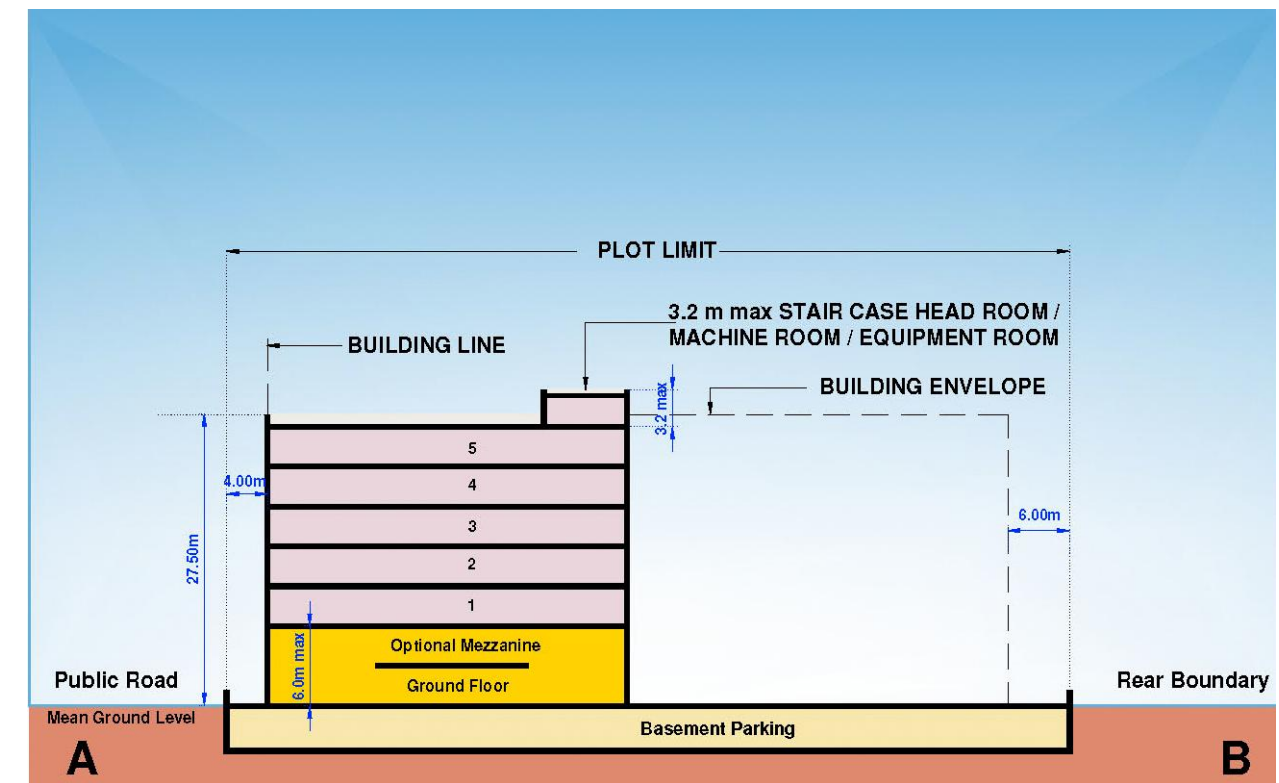 PLOT LIMIT
3.2 m max STAIR CASE HEAD ROOM /
MACHINE ROOM / EQUIPMENT ROOM
BUILDING LINE
BUILDING ENVELOPE
3.2 max
5
4.00m
4
6.00m
3
27.50m
2
1
6.0m max
Optional Mezzanine
Ground Floor
Public Road
Rear Boundary
Mean Ground Level
Basement Parking
A
B